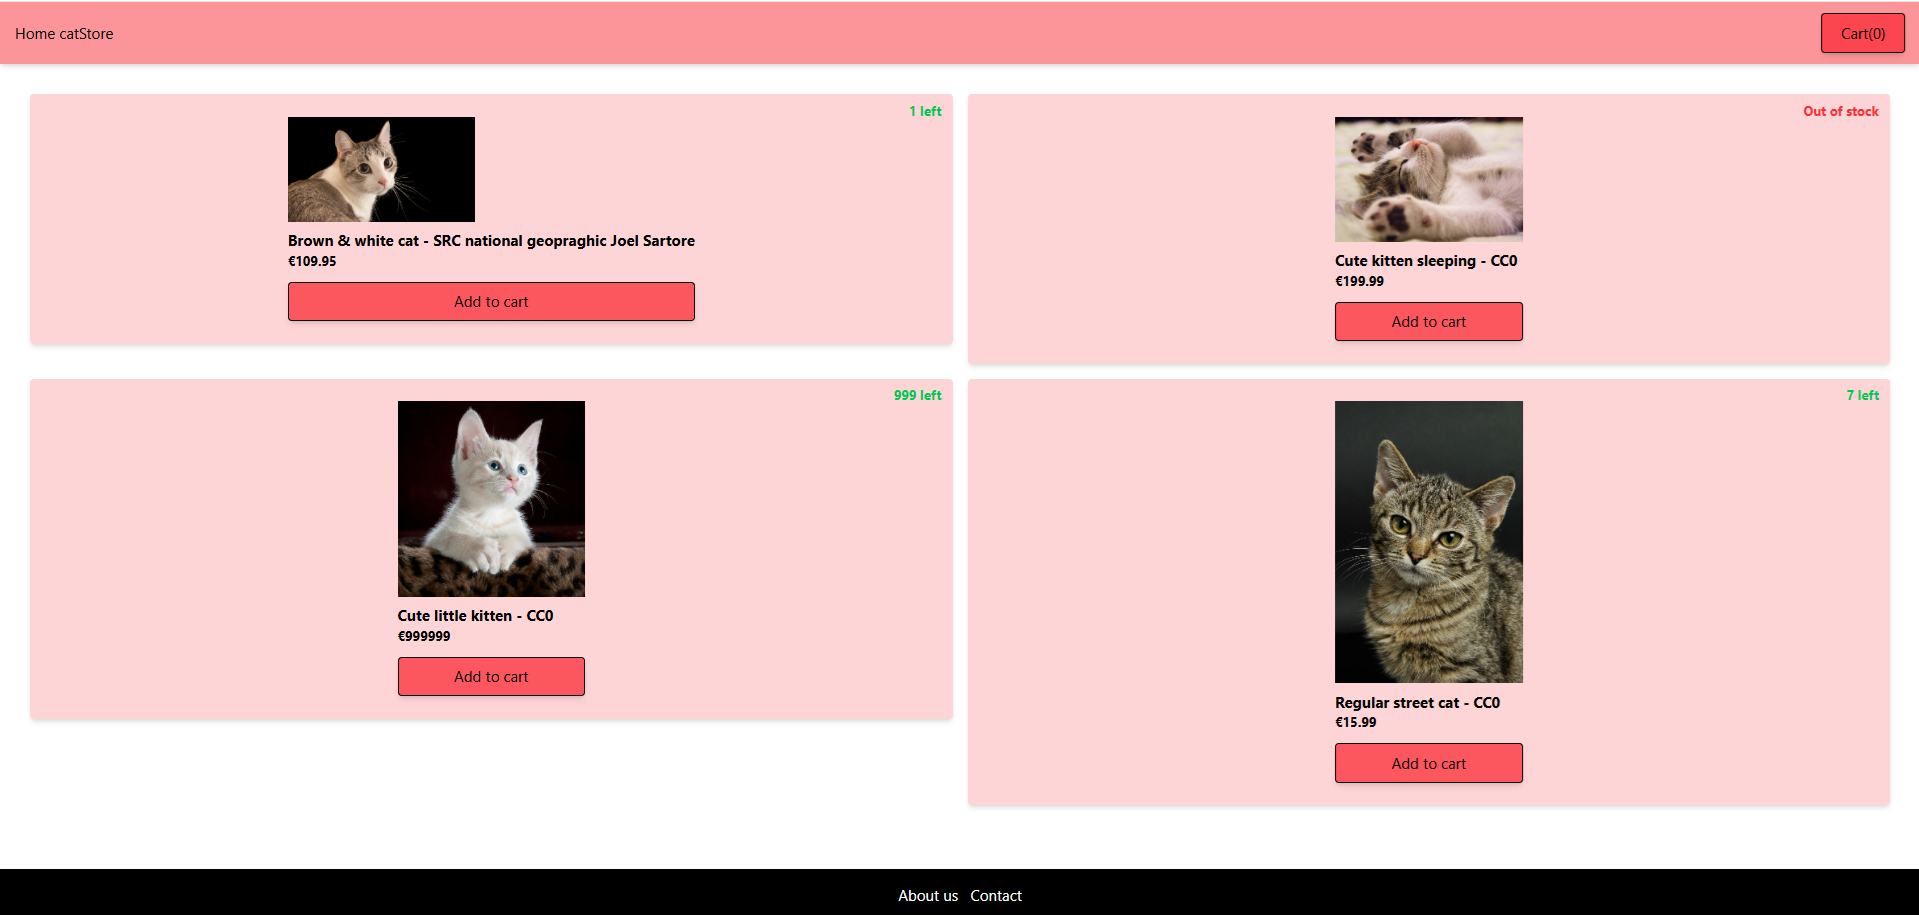 Home catStore
Cart(0)
1 left
Brown & white cat - SRC national geopraghic Joel Sartore
€109.95
Add to cart
Out of stock
Cute kitten sleeping - CC0
€199.99
Add to cart
999 left
Cute little kitten - CC0
€999999
Add to cart
7 left
Regular street cat - CC0
€15.99
Add to cart
About us Contact